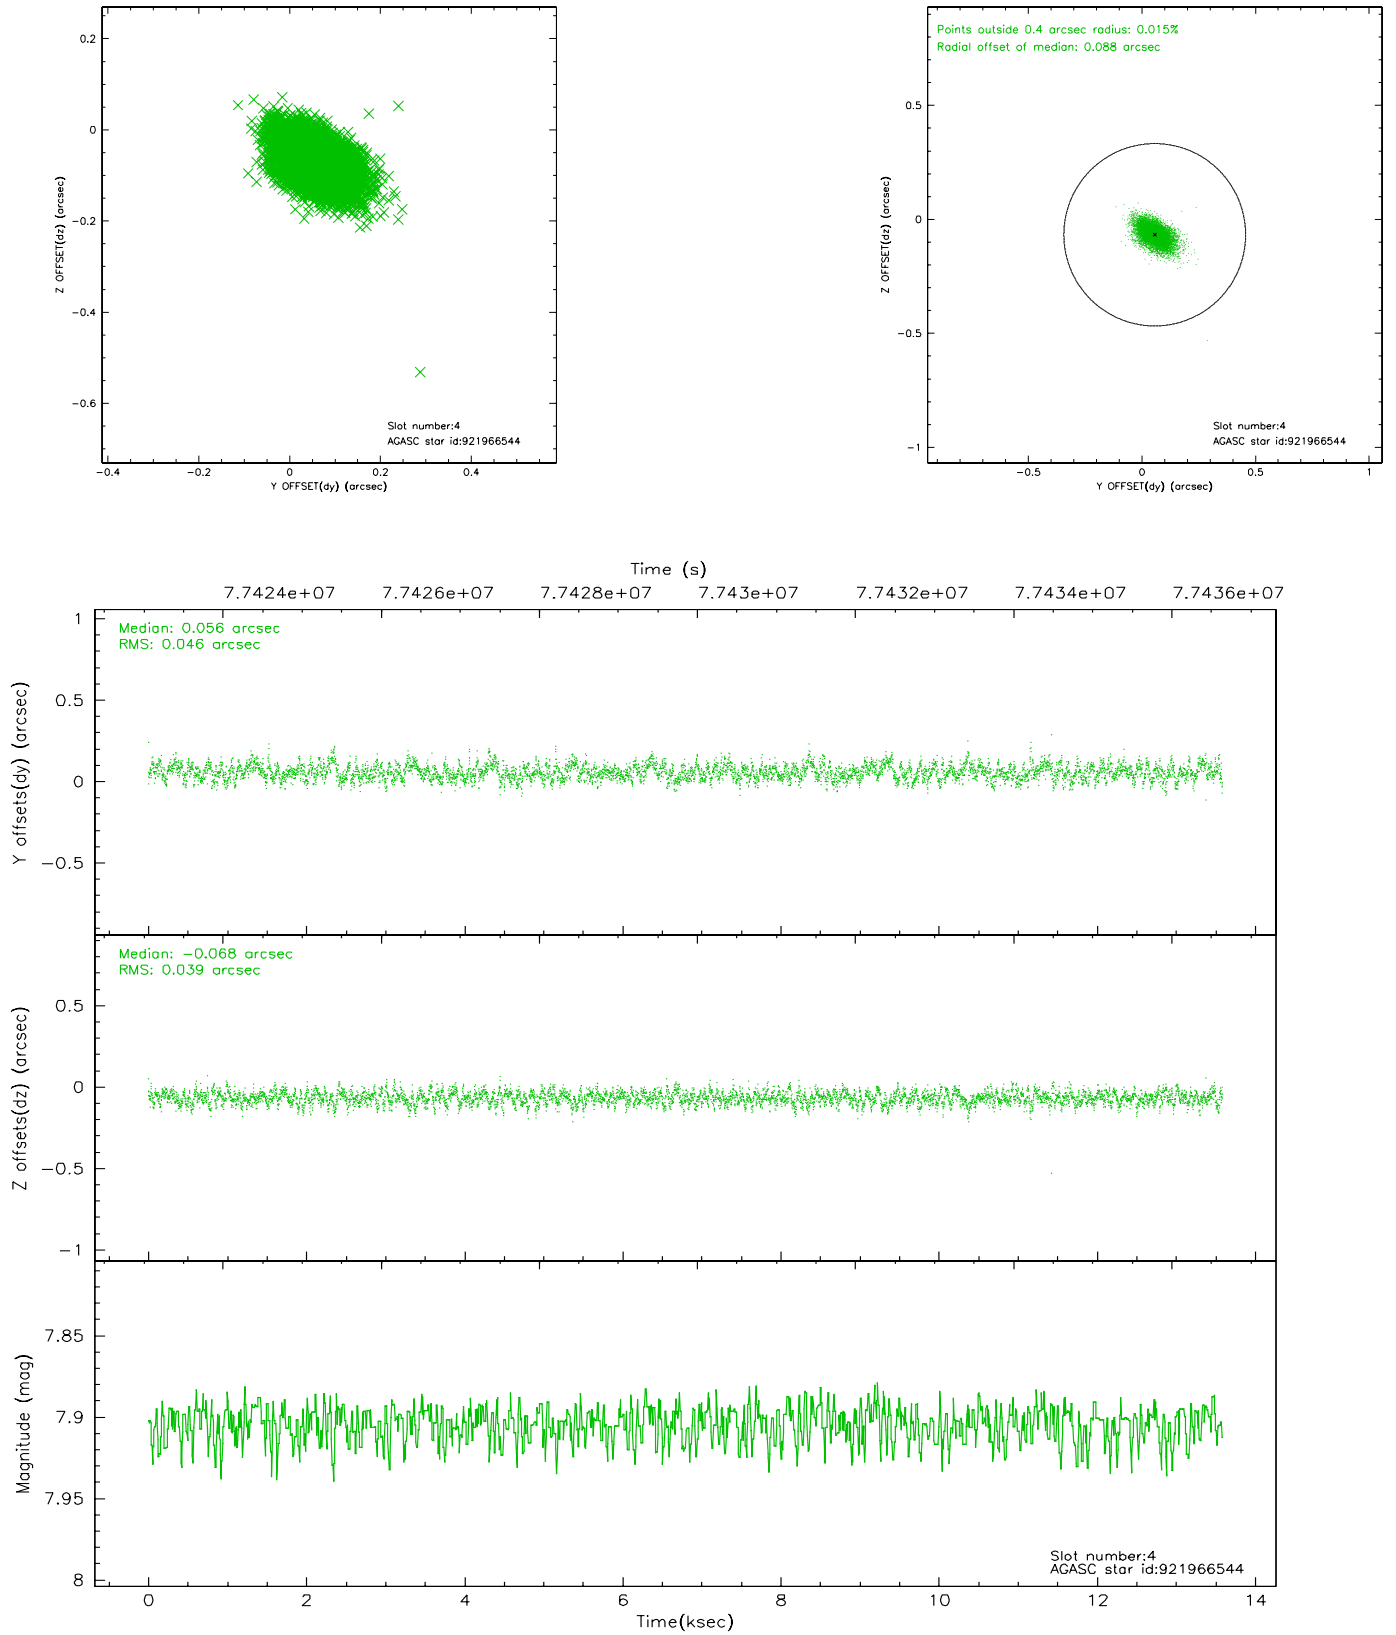 0.2
0
-0.2
-0.4
-0.6
Z OFFSET(dz) (arcsec)
Slot number:4
AGASC star id:921966544
-0.4 -0.2 0 0.2 0.4
Y OFFSET(dy) (arcsec)
Points outside 0.4 arcsec radius: 0.015%
Radial offset of median: 0.088 arcsec
0.5
0
-0.5
-1
Z OFFSET(dz) (arcsec)
Slot number:4
AGASC star id:921966544
-0.5 0 0.5 1
Y OFFSET(dy) (arcsec)
Time (s)
7.7424e+07 7.7426e+07 7.7428e+07 7.743e+07 7.7432e+07 7.7434e+07 7.7436e+07
Median: 0.056 arcsec
RMS: 0.046 arcsec
1
0.5
0
-0.5
Y offsets(dy) (arcsec)
Median: -0.068 arcsec
RMS: 0.039 arcsec
0.5
0
-0.5
-1
Z offsets(dz) (arcsec)
7.85
7.9
7.95
8
Magnitude (mag)
Slot number:4
AGASC star id:921966544
0 2 4 6 8 10 12 14
Time(ksec)